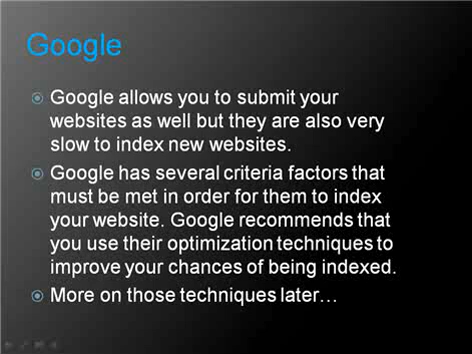 Google
Google allows you to submit your
websites as well but they are also very
slow to index new websites.
Google has several criteria factors that
must be met in order for them to index
your website. Google recommends that
you use their optimization techniques to
improve your chances of being indexed.
More on those techniques later…